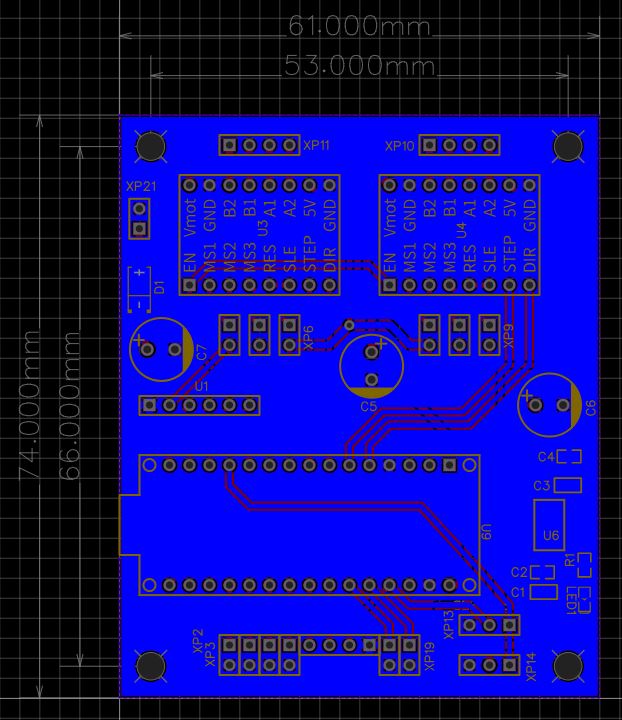 61.000mm
53.000mm
XP11
XP10
XP21
Vmot GND B2 B1 A1 A2 5V GND
U3
EN MS1 MS2 MS3 RES SLE STEP DIR
Vmot GND B2 B1 A1 A2 5V GND
U4
EN MS1 MS2 MS3 RES SLE STEP DIR
+
-
D1
XP6
XP9
+
C7
+
C5
U1
+
C6
74.000mm
66.000mm
C4
C3
U9
U6
R1
C2
C1
LED1
XP13
XP2
XP3
XP19
XP14